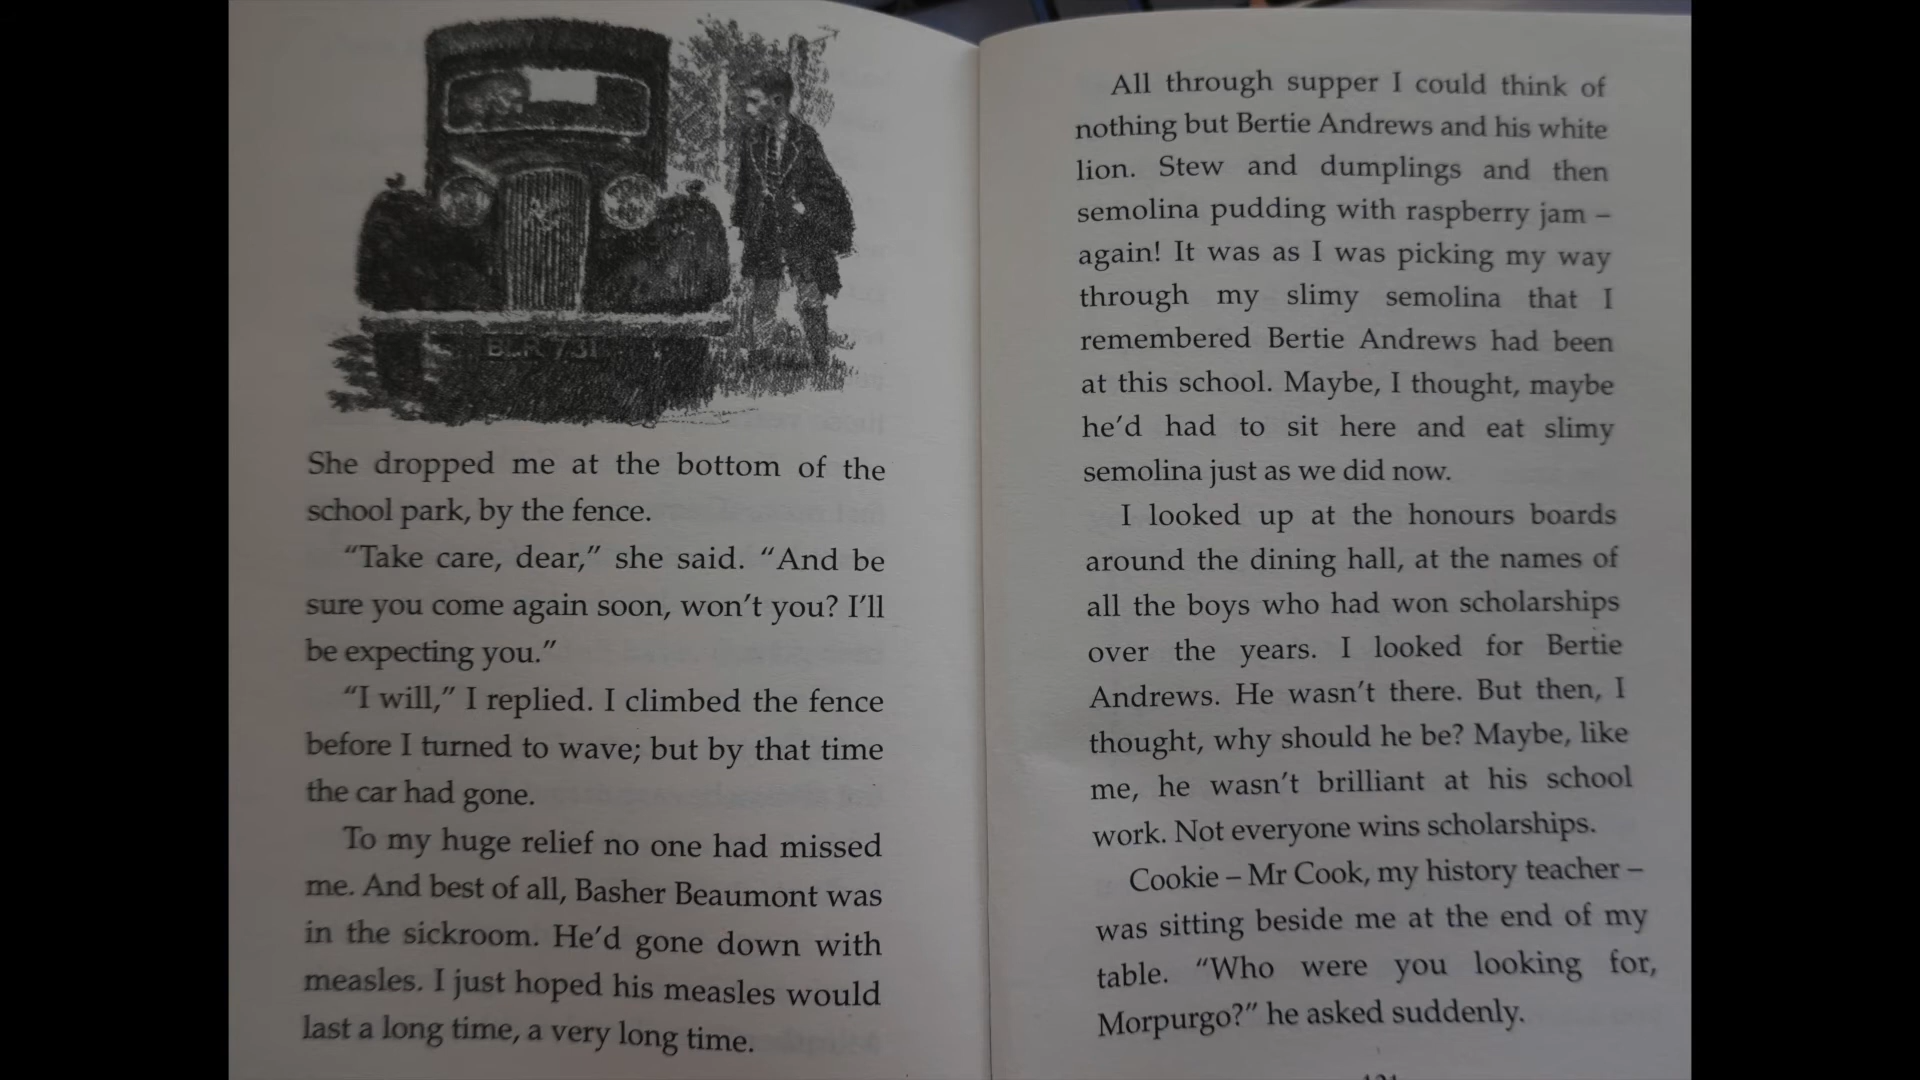 BLR 731
She dropped me at the bottom of the
school park, by the fence.
“Take care, dear,” she said. “And be
sure you come again soon, won’t you? I’ll
be expecting you.”
“I will,” I replied. I climbed the fence
before I turned to wave; but by that time
the car had gone.
To my huge relief no one had missed
me. And best of all, Basher Beaumont was
in the sickroom. He’d gone down with
measles. I just hoped his measles would
last a long time, a very long time.
All through supper I could think of
nothing but Bertie Andrews and his white
lion. Stew and dumplings and then
semolina pudding with raspberry jam –
again! It was as I was picking my way
through my slimy semolina that I
remembered Bertie Andrews had been
at this school. Maybe, I thought, maybe
he’d had to sit here and eat slimy
semolina just as we did now.
I looked up at the honours boards
around the dining hall, at the names of
all the boys who had won scholarships
over the years. I looked for Bertie
Andrews. He wasn’t there. But then, I
thought, why should he be? Maybe, like
me, he wasn’t brilliant at his school
work. Not everyone wins scholarships.
Cookie – Mr Cook, my history teacher –
was sitting beside me at the end of my
table. “Who were you looking for,
Morpurgo?” he asked suddenly.